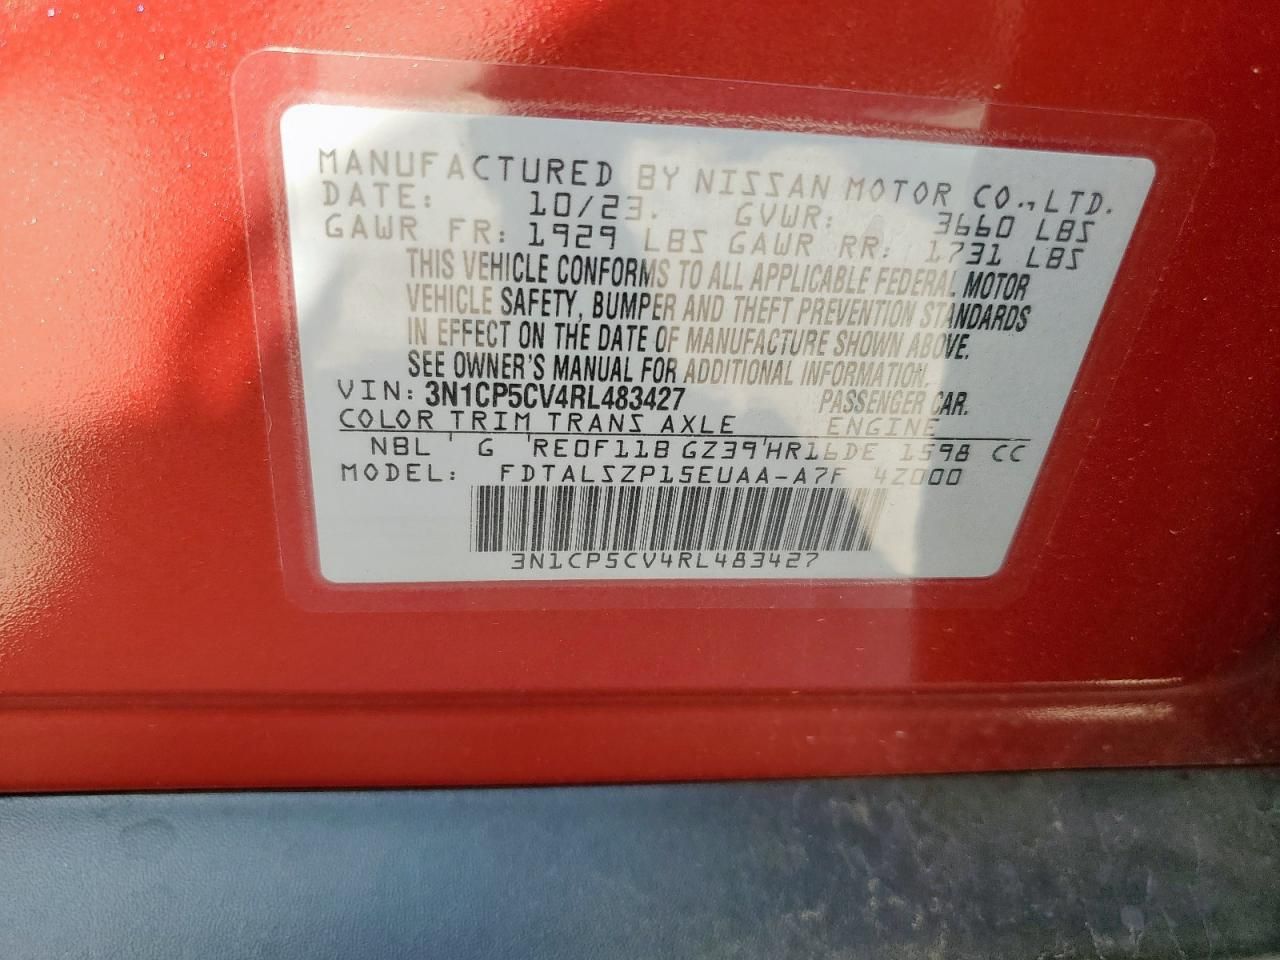 MANUFACTURED BY NISSAN MOTOR CO.,LTD.
DATE: 10/23. GVWR: 3660 LBS
GAWR FR: 1929 LBS GAWR RR: 1731 LBS
THIS VEHICLE CONFORMS TO ALL APPLICABLE FEDERAL MOTOR
VEHICLE SAFETY, BUMPER AND THEFT PREVENTION STANDARDS
IN EFFECT ON THE DATE OF MANUFACTURE SHOWN ABOVE.
SEE OWNER'S MANUAL FOR ADDITIONAL INFORMATION.
VIN: 3N1CP5CV4RL483427 PASSENGER CAR.
COLOR TRIM TRANS AXLE ENGINE
NBL ' G ' RE0F11B GZ39'HR16DE 1598 CC
MODEL: FDTALSZP15EUAA-A7F 4Z000
3N1CP5CV4RL483427